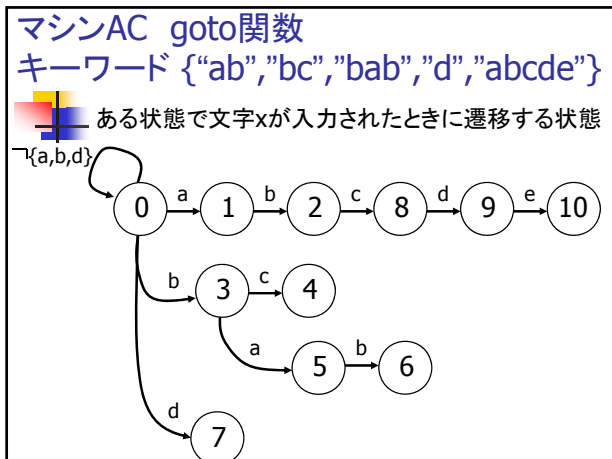 マシンAC goto関数
キーワード {“ab”,”bc”,”bab”,”d”,”abcde”}
ある状態で文字xが入力されたときに遷移する状態
¬{a,b,d}
0 a 1 b 2 c 8 d 9 e 10
b 3 c 4
a 5 b 6
d 7